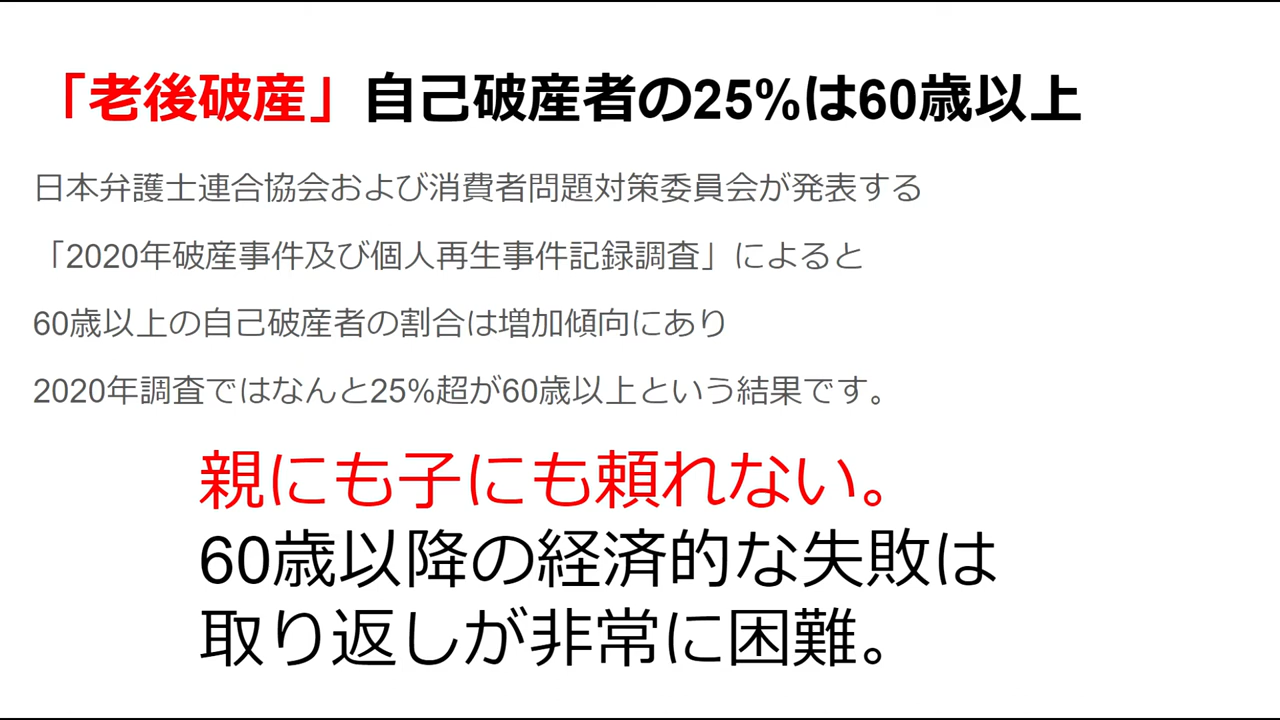 「老後破産」自己破産者の25%は60歳以上
日本弁護士連合協会および消費者問題対策委員会が発表する
「2020年破産事件及び個人再生事件記録調査」によると
60歳以上の自己破産者の割合は増加傾向にあり
2020年調査ではなんと25%超が60歳以上という結果です。
親にも子にも頼れない。
60歳以降の経済的な失敗は
取り返しが非常に困難。